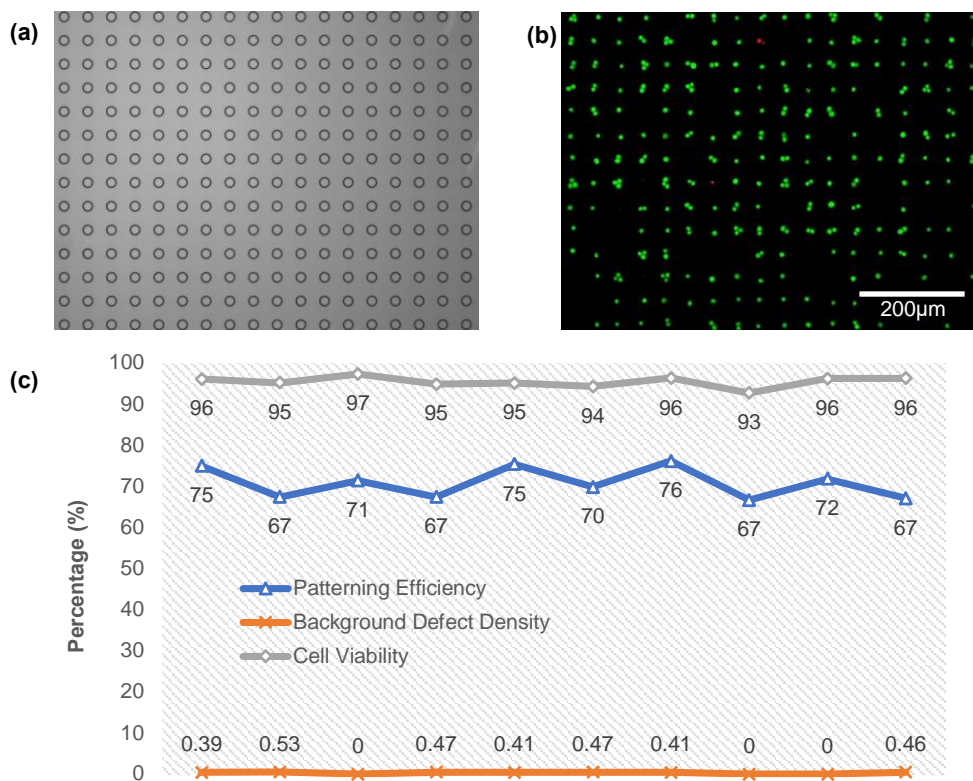 (a)
(b)
200µm
(c)
100
90
80
70
60
50
40
30
20
10
0
Percentage (%)
96 95 97 95 95 94 96 93 96 96
75 67 71 67 75 70 76 67 72 67
Patterning Efficiency
Background Defect Density
Cell Viability
0.39 0.53 0 0.47 0.41 0.47 0.41 0 0 0.46